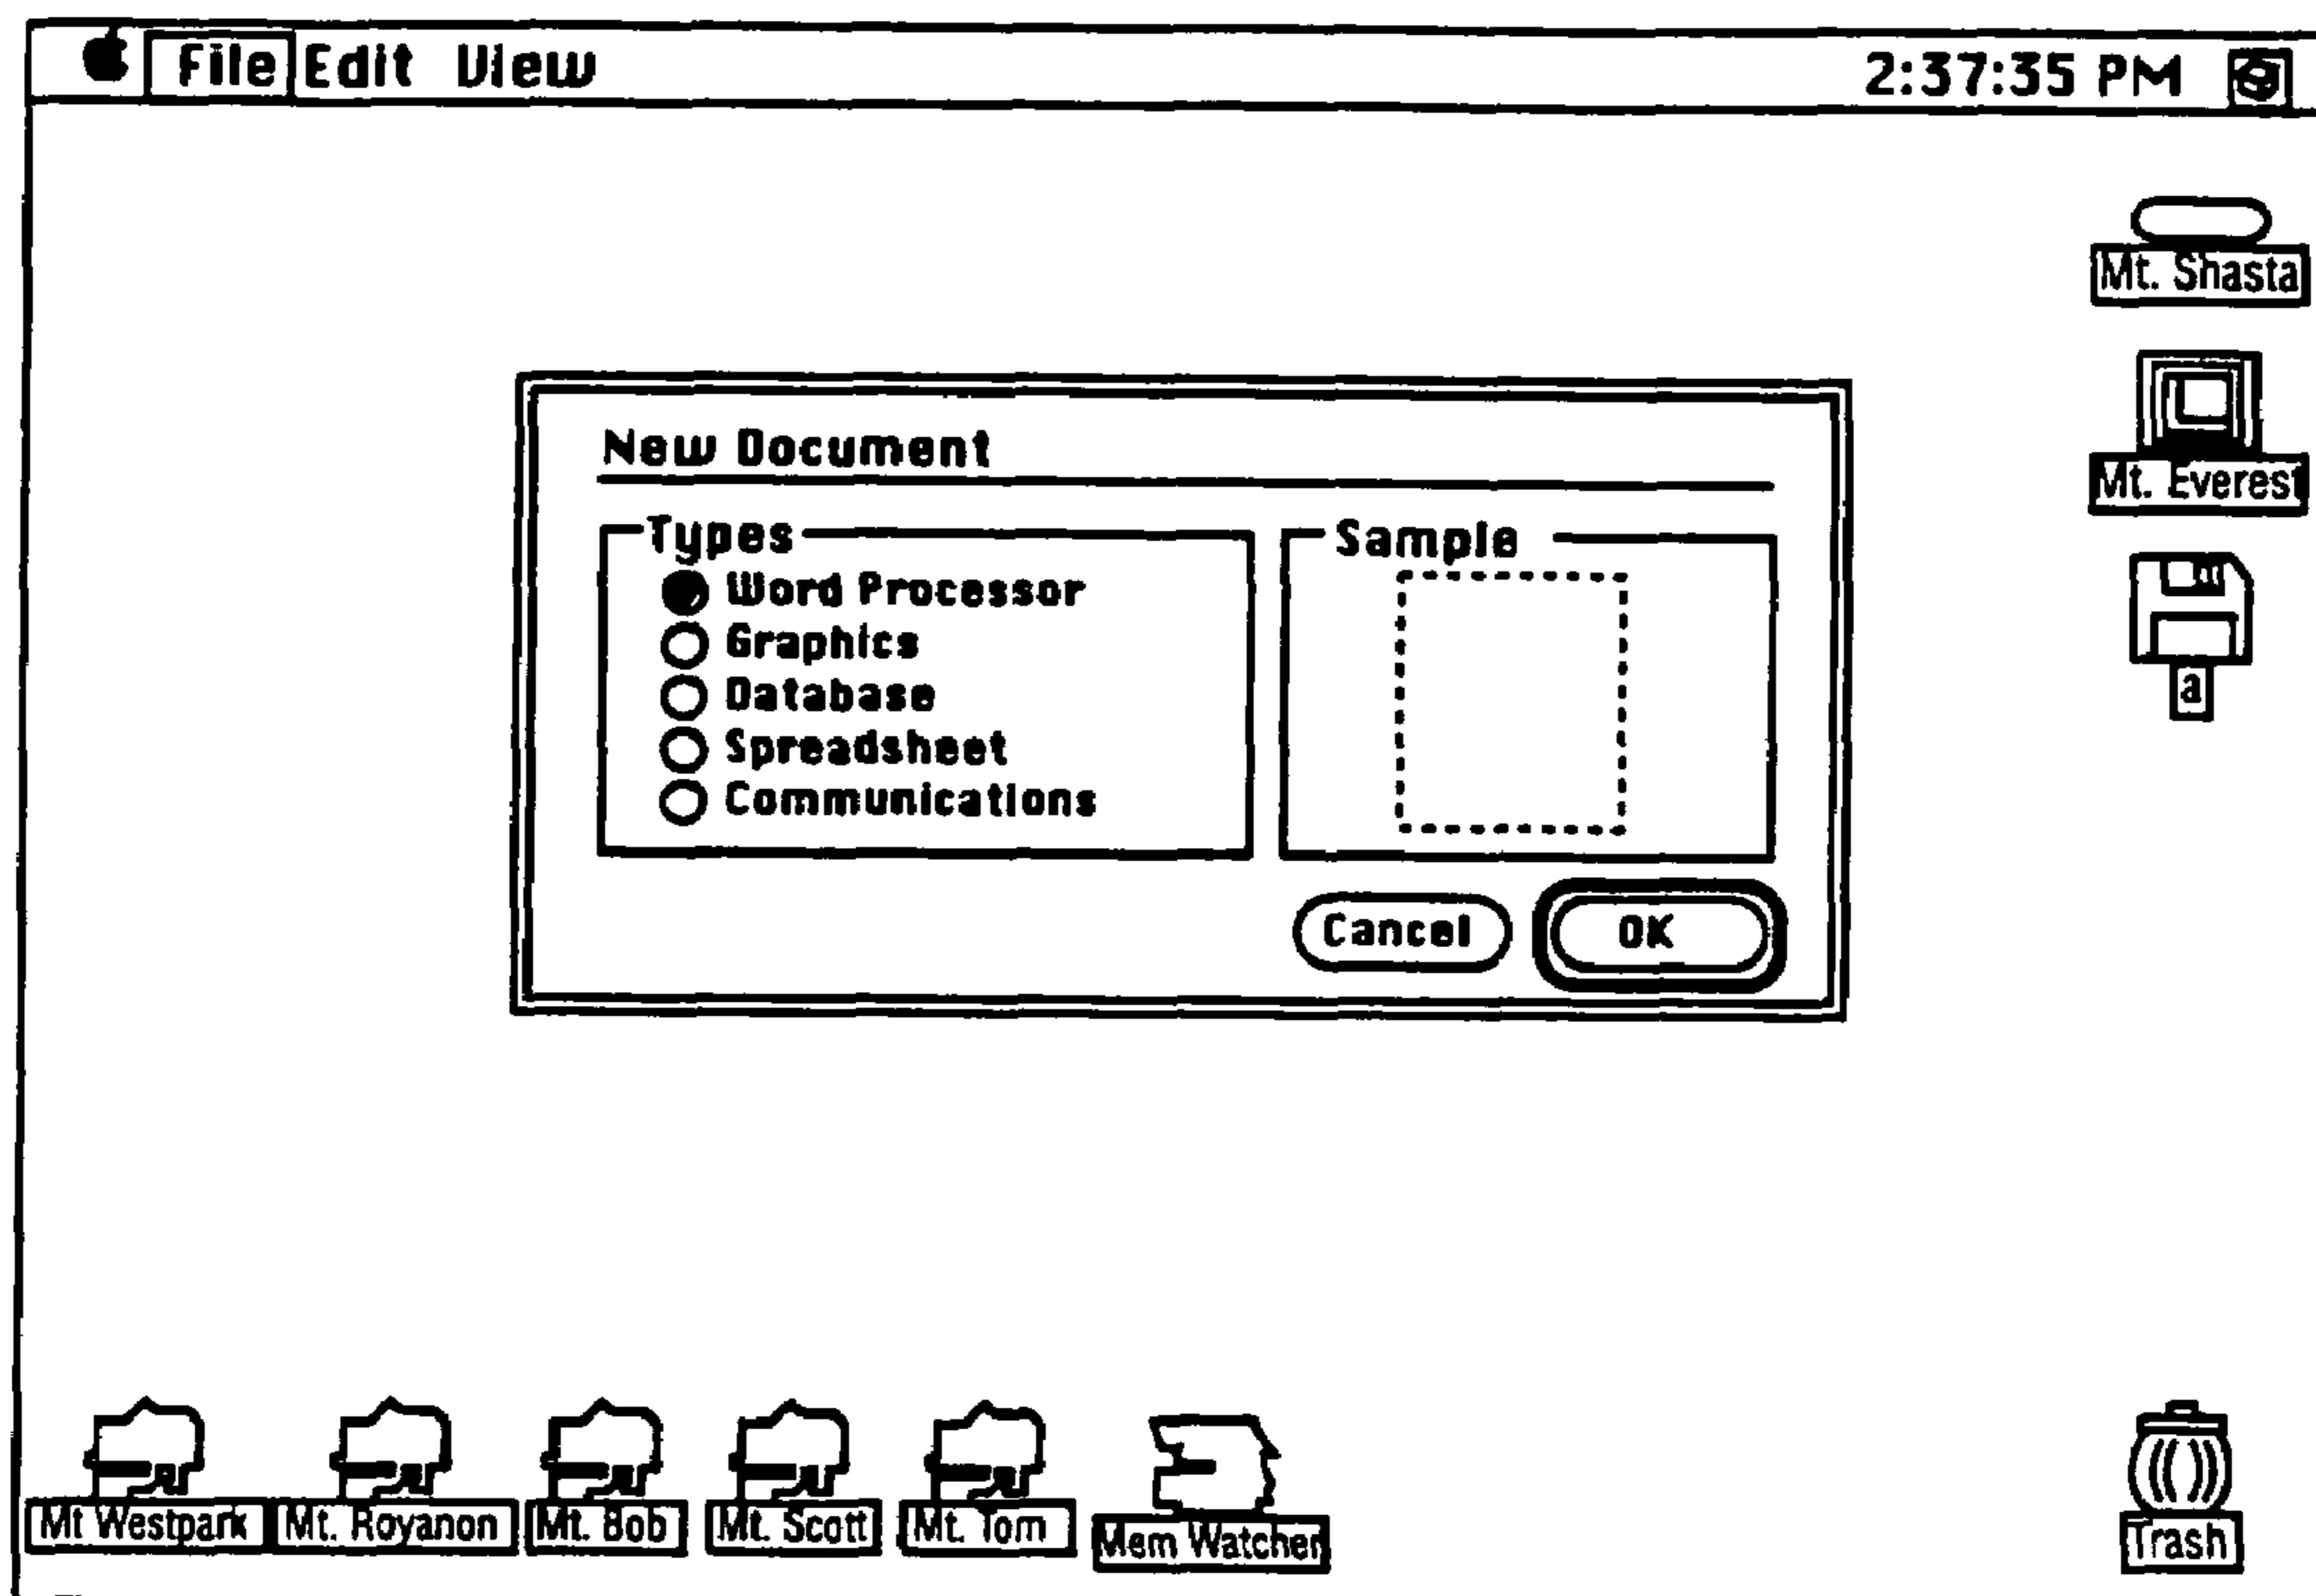 File Edit View 2:37:35 PM
Mt. Shasta
Mt. Everest
a
New Document
Types
Word Processor
Graphics
Database
Spreadsheet
Communications
Sample
Cancel OK
Mt Westpark Mt. Royanon Mt. Bob Mt. Scott Mt. Tom Mem Watcher Trash